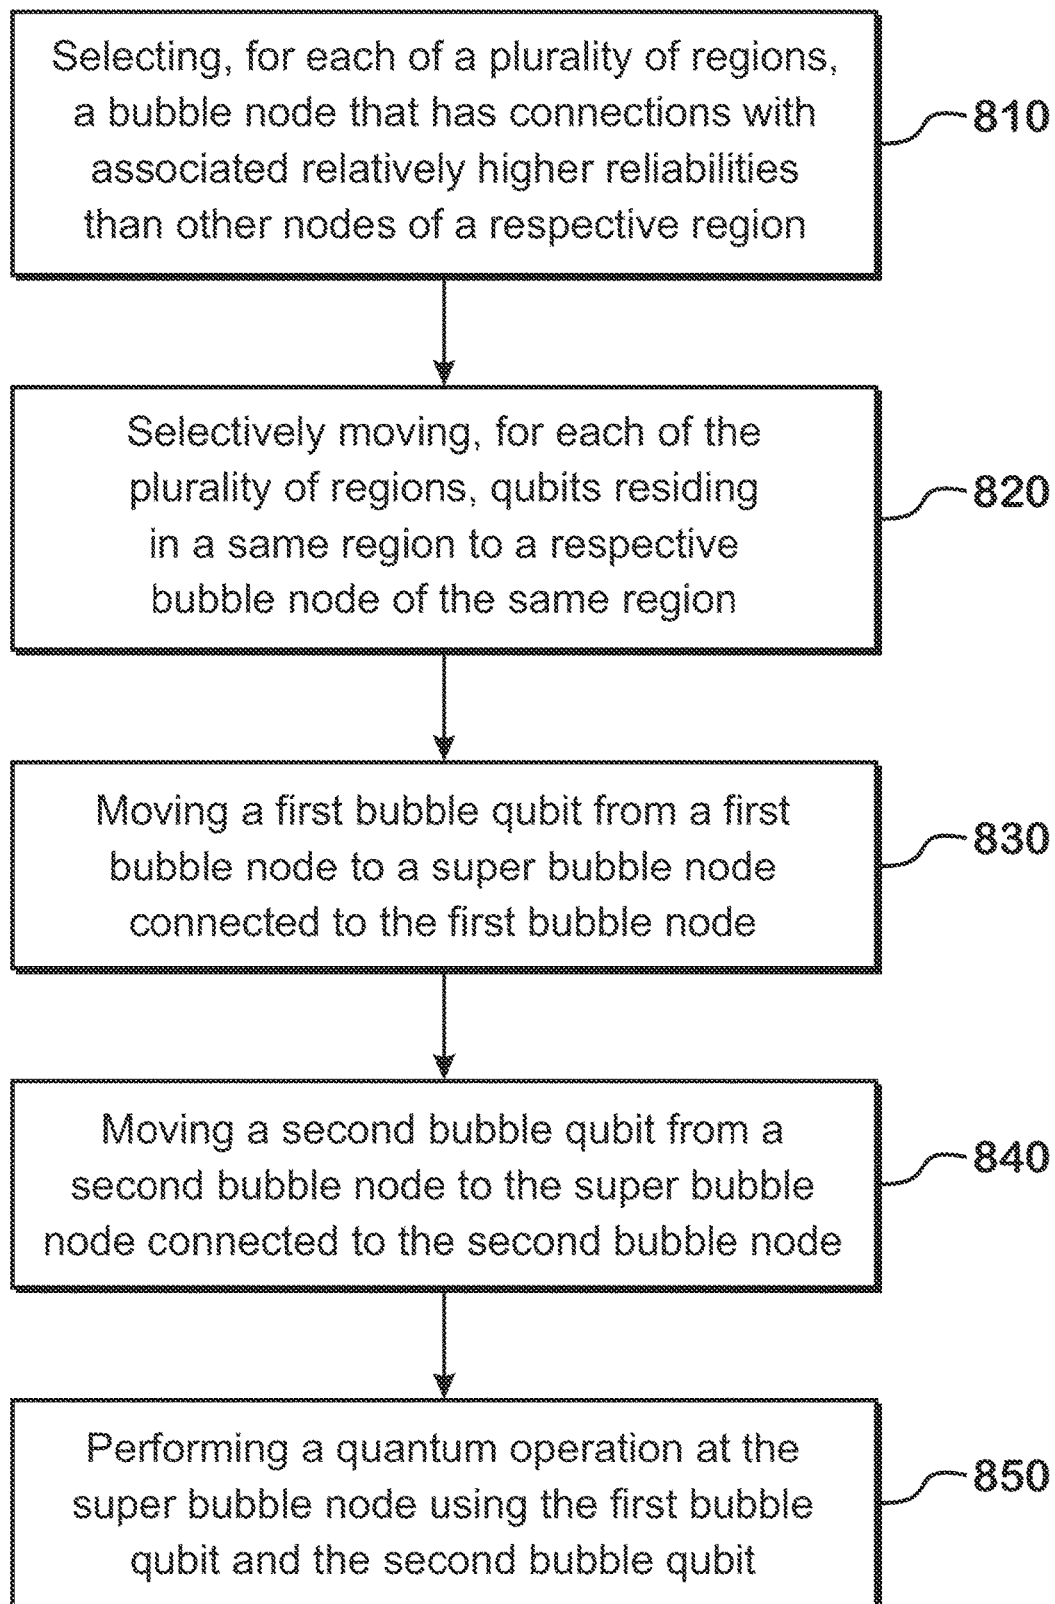 Selecting, for each of a plurality of regions,
a bubble node that has connections with
associated relatively higher reliabilities
than other nodes of a respective region
810
Selectively moving, for each of the
plurality of regions, qubits residing
in a same region to a respective
bubble node of the same region
820
Moving a first bubble qubit from a first
bubble node to a super bubble node
connected to the first bubble node
830
Moving a second bubble qubit from a
second bubble node to the super bubble
node connected to the second bubble node
840
Performing a quantum operation at the
super bubble node using the first bubble
qubit and the second bubble qubit
850